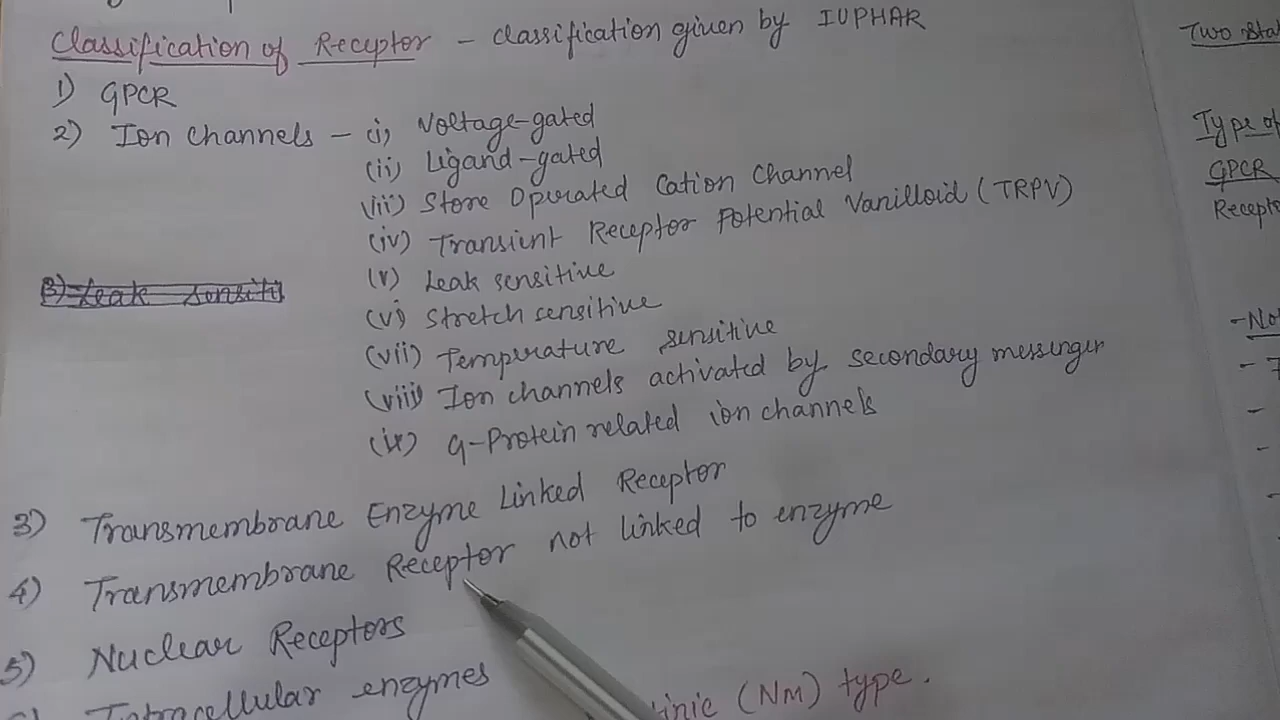 Classification of Receptor - classification given by IUPHAR
1) GPCR
2) Ion channels - (i) Voltage-gated
(ii) Ligand-gated
(iii) Store Operated Cation Channel
(iv) Transient Receptor Potential Vanilloid (TRPV)
(v) Leak sensitive
3) Leak Sensiti
(vi) Stretch sensitive
(vii) Temperature sensitive
(viii) Ion channels activated by secondary messenger
(ix) G-Protein related ion channels
3) Transmembrane Enzyme Linked Receptor
4) Transmembrane Receptor not linked to enzyme
5) Nuclear Receptors
Intracellular enzymes
(Nm) type.
Two
Type of
GPCR